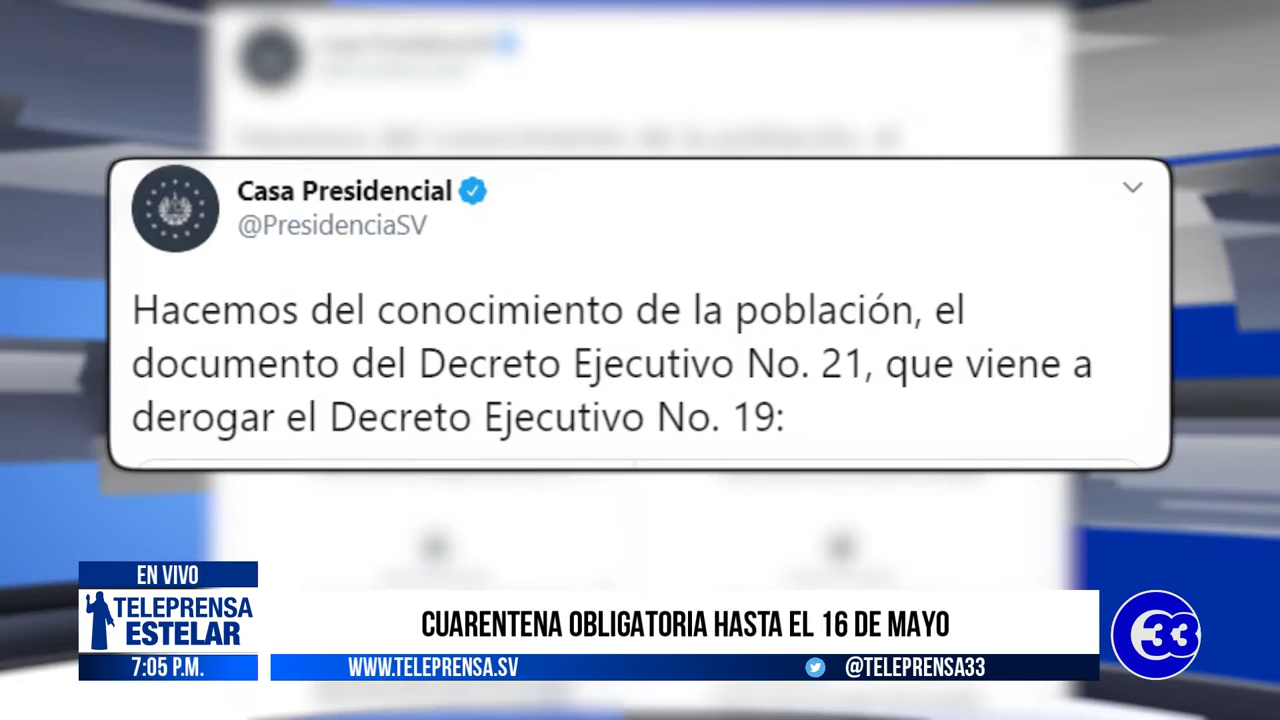 Casa Presidencial
@PresidenciaSV
Hacemos del conocimiento de la población, el
documento del Decreto Ejecutivo No. 21, que viene a
derogar el Decreto Ejecutivo No. 19:
EN VIVO
TELEPRENSA
ESTELAR
7:05 P.M.
CUARENTENA OBLIGATORIA HASTA EL 16 DE MAYO
WWW.TELEPRENSA.SV
@TELEPRENSA33
33